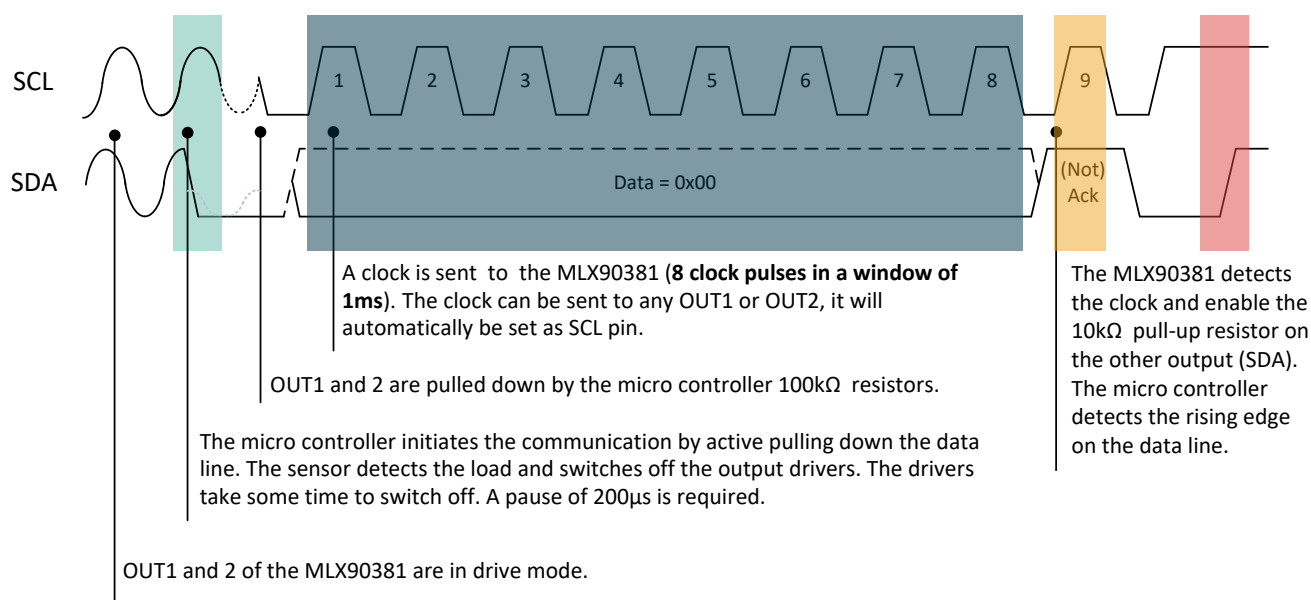 SCL
1 2 3 4 5 6 7 8 9
SDA
Data = 0x00
(Not)
Ack
A clock is sent to the MLX90381 (8 clock pulses in a window of
1ms). The clock can be sent to any OUT1 or OUT2, it will
automatically be set as SCL pin.
The MLX90381 detects
the clock and enable the
10kΩ pull-up resistor on
the other output (SDA).
The micro controller
detects the rising edge
on the data line.
OUT1 and 2 are pulled down by the micro controller 100kΩ resistors.
The micro controller initiates the communication by active pulling down the data
line. The sensor detects the load and switches off the output drivers. The drivers
take some time to switch off. A pause of 200µs is required.
OUT1 and 2 of the MLX90381 are in drive mode.